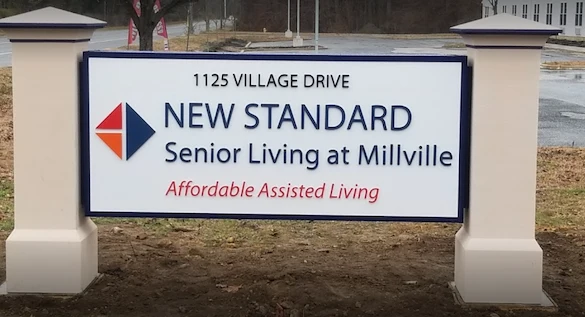 1125 VILLAGE DRIVE
NEW STANDARD
Senior Living at Millville
Affordable Assisted Living